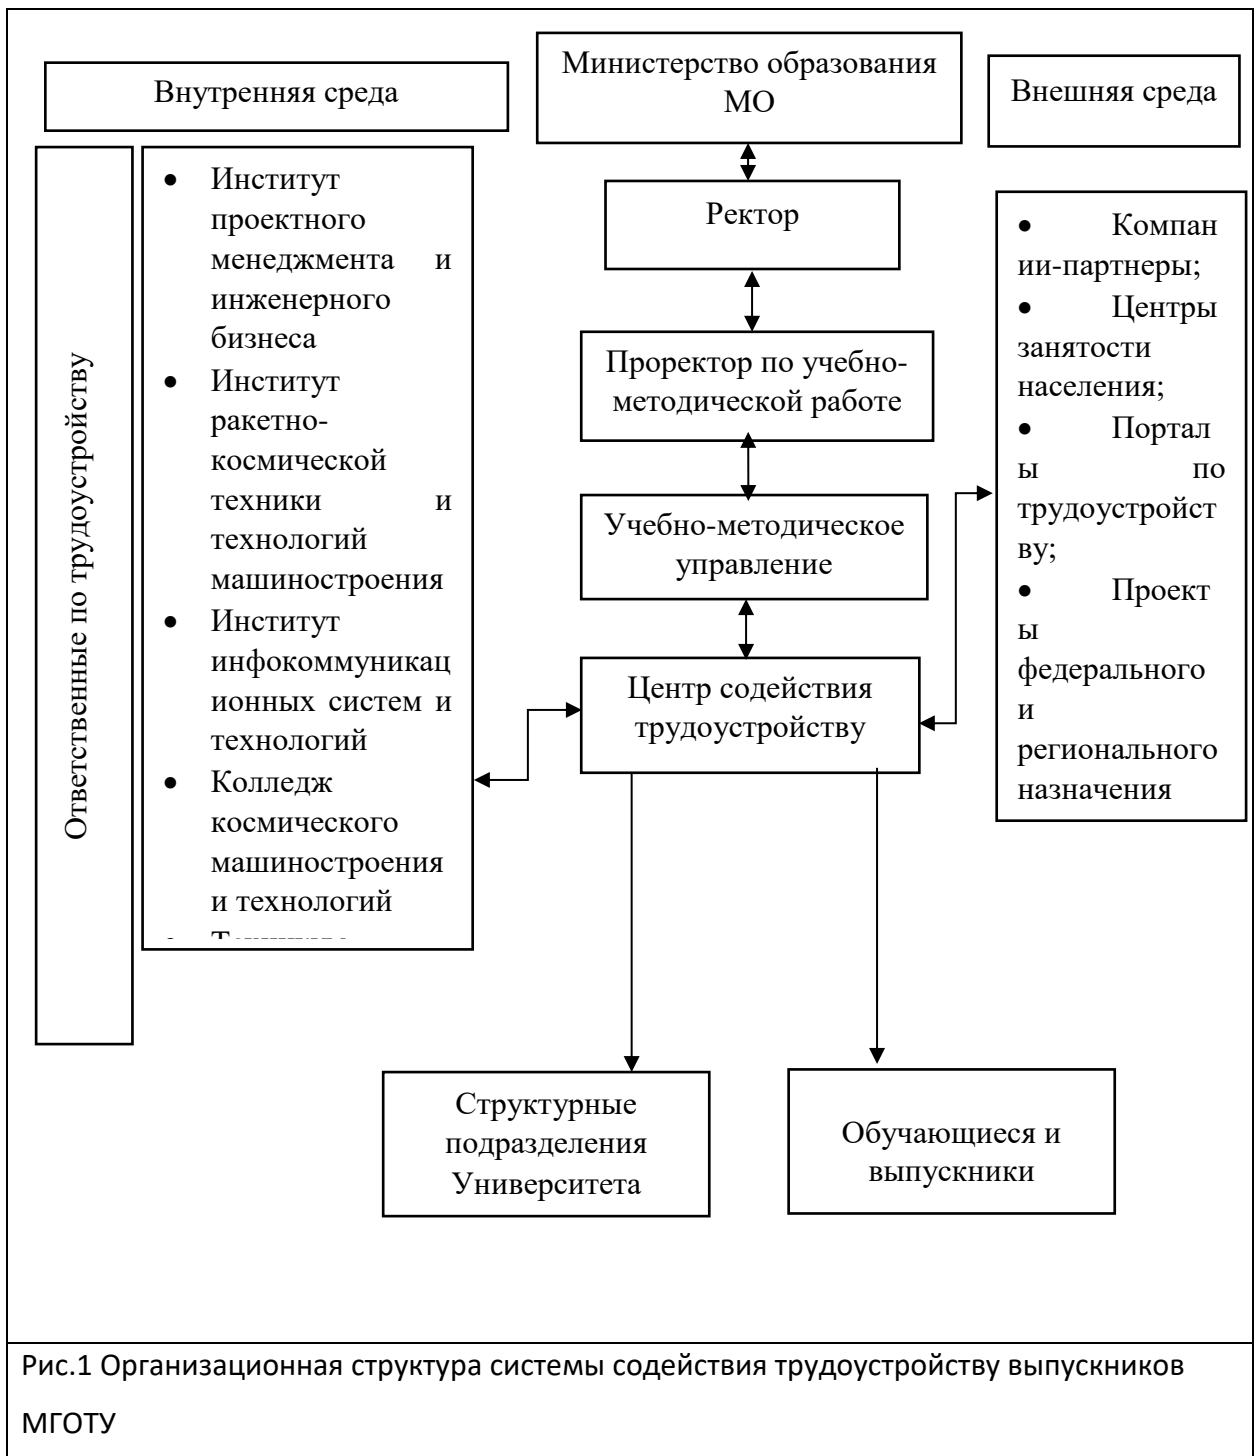 Внутренняя среда
Министерство образования
МО
Внешняя среда
Ответственные по трудоустройству
• Институт
проектного
менеджмента и
инженерного
бизнеса
• Институт
ракетно-
космической
техники и
технологий
машиностроения
• Институт
инфокоммуникац
ионных систем и
технологий
• Колледж
космического
машиностроения
и технологий
Ректор
Проректор по учебно-
методической работе
Учебно-методическое
управление
Центр содействия
трудоустройству
• Компан
ии-партнеры;
• Центры
занятости
населения;
• Портал
ы по
трудоустройст
ву;
• Проект
ы
федерального
и
регионального
назначения
Структурные
подразделения
Университета
Обучающиеся и
выпускники
Рис.1 Организационная структура системы содействия трудоустройству выпускников
МГОТУ